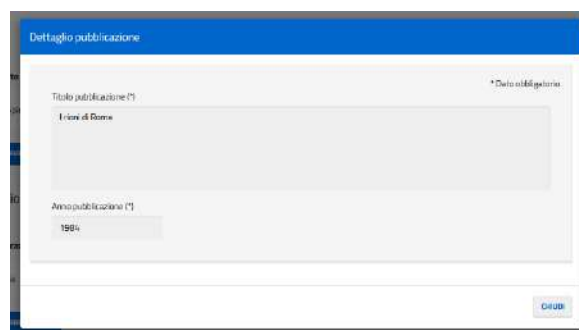 Dettaglio pubblicazione
* Dato obbligatorio
Titolo pubblicazione (*)
I rioni di Roma
Anno pubblicazione (*)
1984
CHIUDI